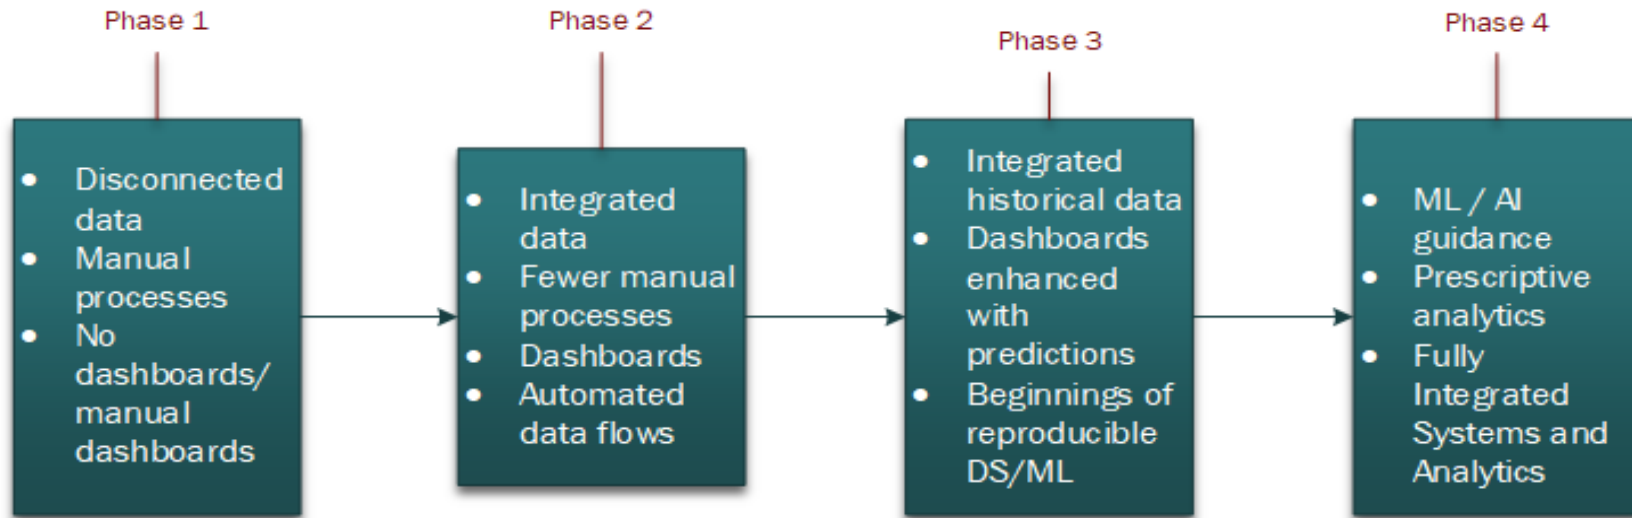 Phase 1
• Disconnected
data
• Manual
processes
• No
dashboards/
manual
dashboards
Phase 2
• Integrated
data
• Fewer manual
processes
• Dashboards
• Automated
data flows
Phase 3
• Integrated
historical data
• Dashboards
enhanced
with
predictions
• Beginnings of
reproducible
DS/ML
Phase 4
• ML / AI
guidance
• Prescriptive
analytics
• Fully
Integrated
Systems and
Analytics